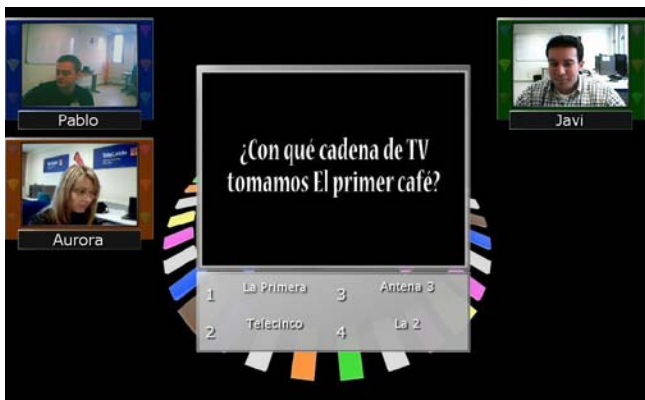 Pablo
Javi
Aurora
¿Con qué cadena de TV
tomamos El primer café?
1 La Primera 3 Antena 3
2 Telecinco 4 La 2